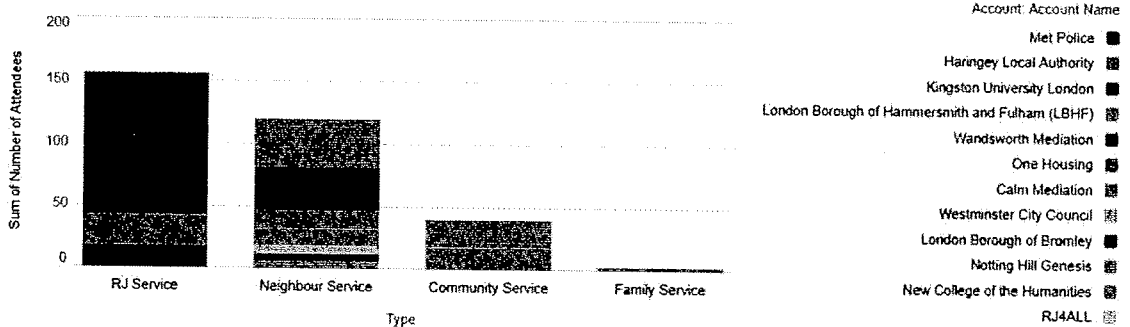 200
150
100
50
0
Sum of Number of Attendees
RJ Service
Neighbour Service
Community Service
Family Service
Type
Account: Account Name
Met Police
Haringey Local Authority
Kingston University London
London Borough of Hammersmith and Fulham (LBHF)
Wandsworth Mediation
One Housing
Calm Mediation
Westminster City Council
London Borough of Bromley
Notting Hill Genesis
New College of the Humanities
RJ4ALL